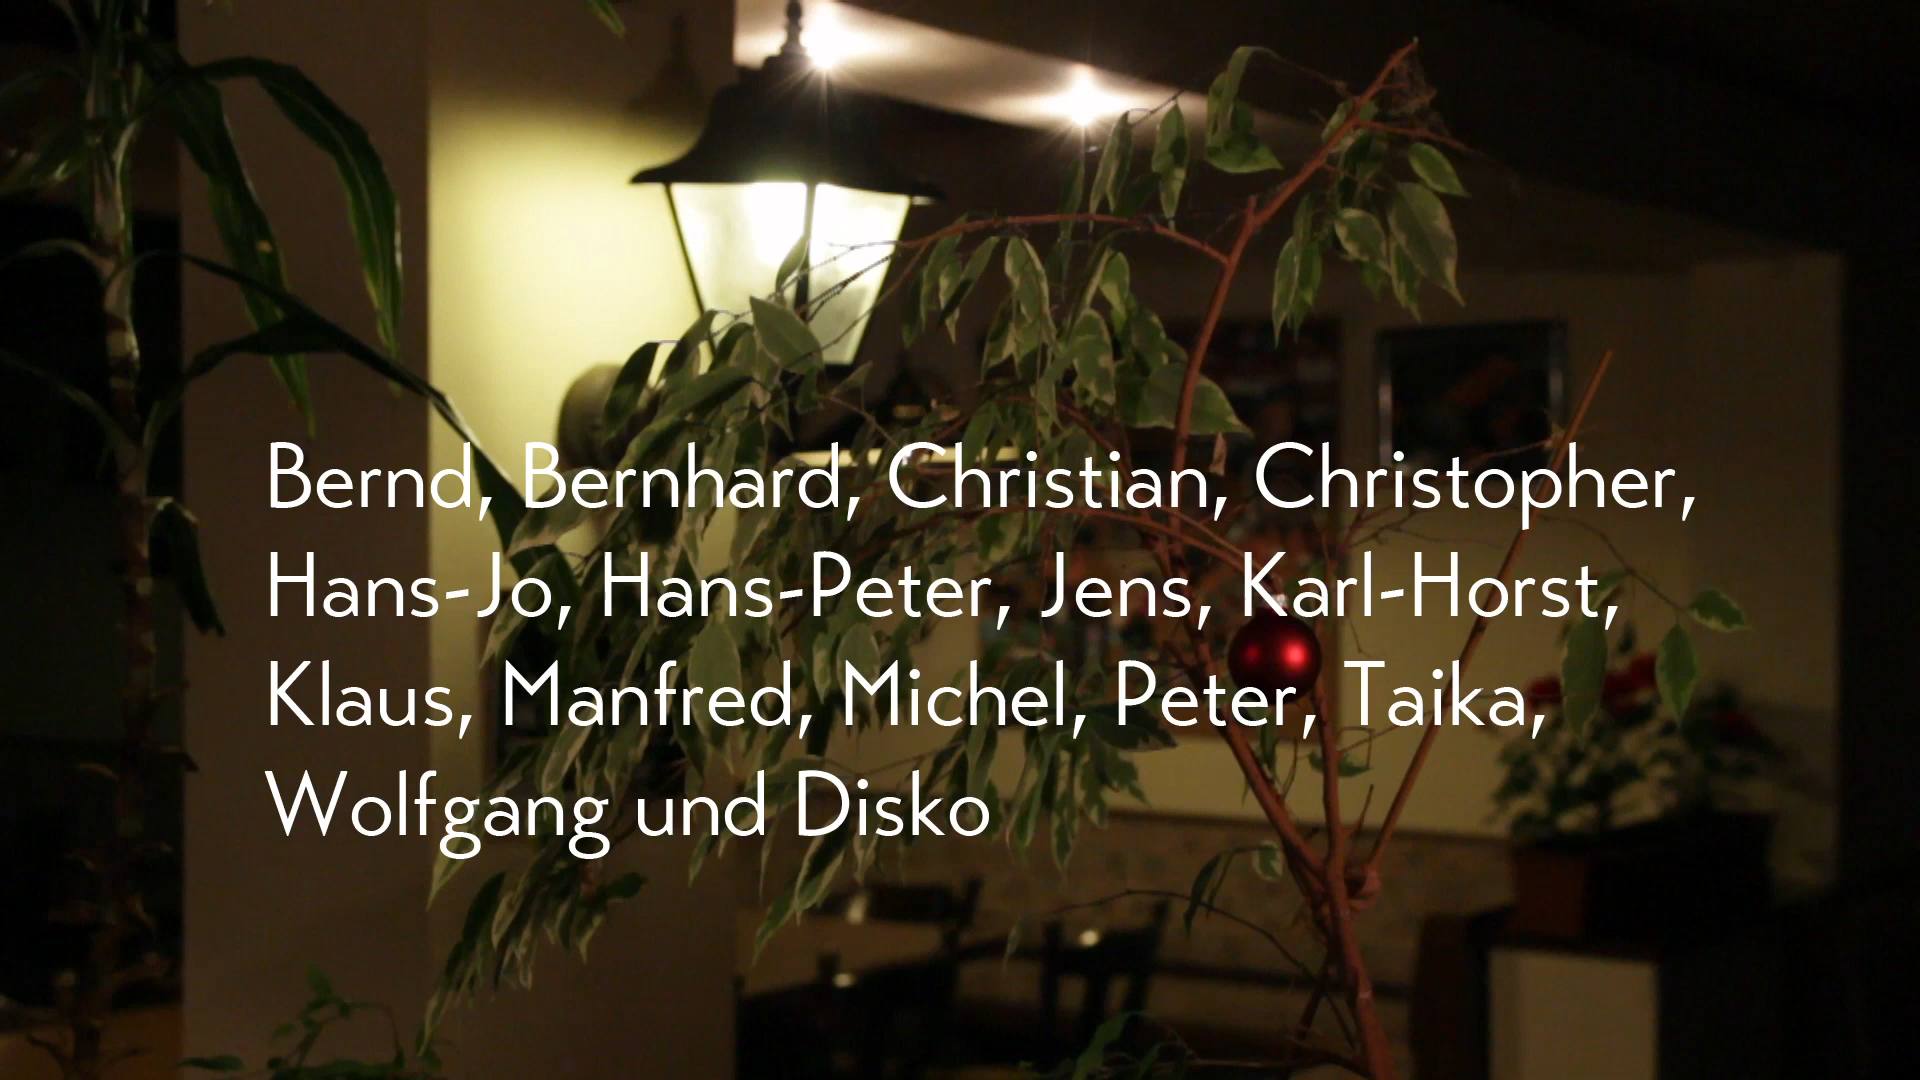 Bernd, Bernhard, Christian, Christopher,
Hans-Jo, Hans-Peter, Jens, Karl-Horst,
Klaus, Manfred, Michel, Peter, Taika,
Wolfgang und Disko